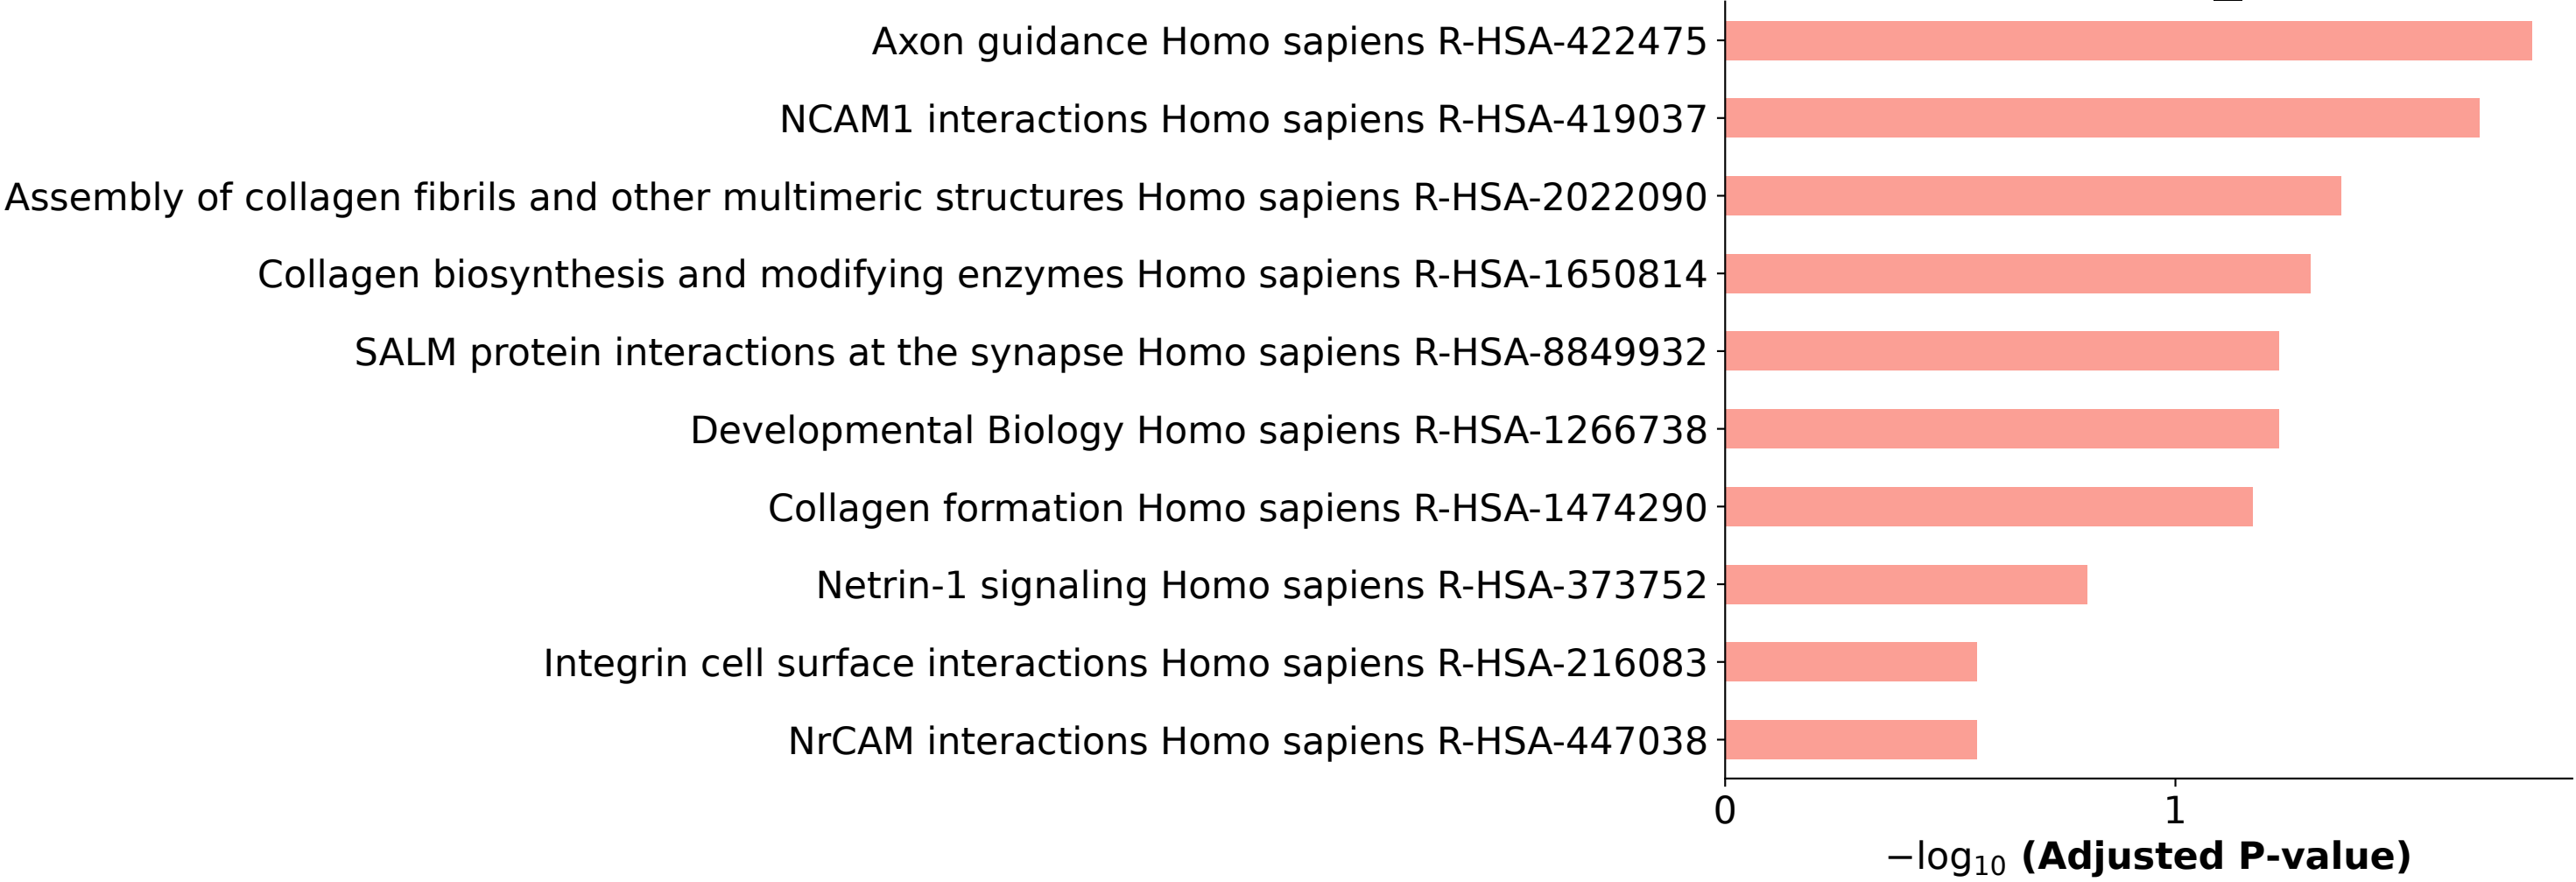 Axon guidance Homo sapiens R-HSA-422475
NCAM1 interactions Homo sapiens R-HSA-419037
Assembly of collagen fibrils and other multimeric structures Homo sapiens R-HSA-2022090
Collagen biosynthesis and modifying enzymes Homo sapiens R-HSA-1650814
SALM protein interactions at the synapse Homo sapiens R-HSA-8849932
Developmental Biology Homo sapiens R-HSA-1266738
Collagen formation Homo sapiens R-HSA-1474290
Netrin-1 signaling Homo sapiens R-HSA-373752
Integrin cell surface interactions Homo sapiens R-HSA-216083
NrCAM interactions Homo sapiens R-HSA-447038
0 1
−log₁₀ (Adjusted P-value)